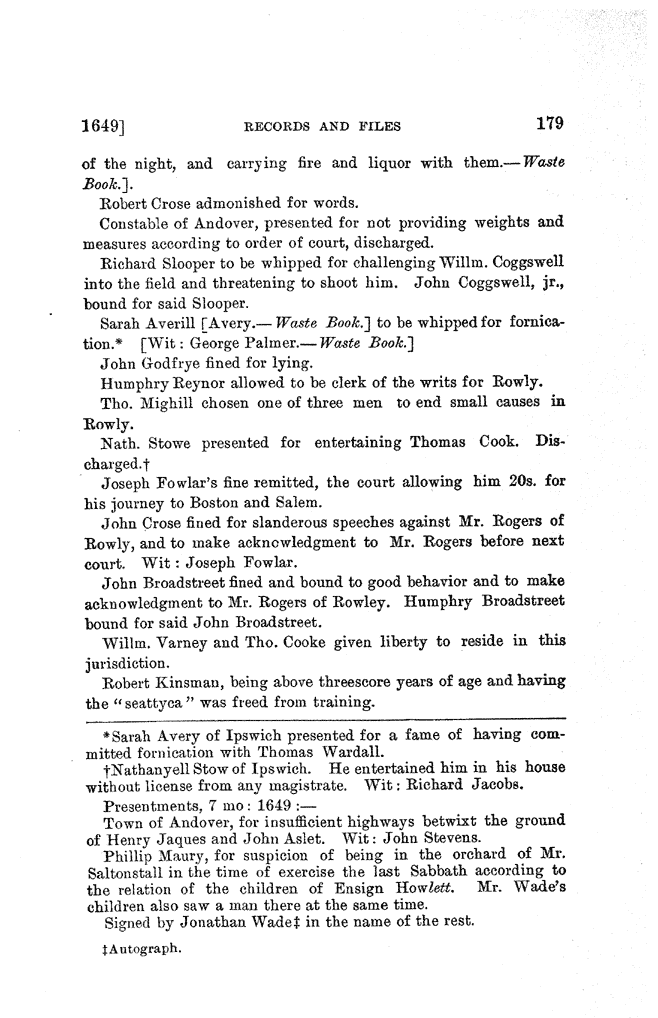 1649] RECORDS AND FILES 179
of the night, and carrying fire and liquor with them.—Waste
Book.].
Robert Crose admonished for words.
Constable of Andover, presented for not providing weights and
measures according to order of court, discharged.
Richard Slooper to be whipped for challenging Willm. Coggswell
into the field and threatening to shoot him. John Coggswell, jr.,
bound for said Slooper.
Sarah Averill [Avery.—Waste Book.] to be whipped for fornica-
tion.* [Wit : George Palmer.—Waste Book.]
John Godfrye fined for lying.
Humphry Reynor allowed to be clerk of the writs for Rowly.
Tho. Mighill chosen one of three men to end small causes in
Rowly.
Nath. Stowe presented for entertaining Thomas Cook. Dis-
charged.†
Joseph Fowlar's fine remitted, the court allowing him 20s. for
his journey to Boston and Salem.
John Crose fined for slanderous speeches against Mr. Rogers of
Rowly, and to make acknowledgment to Mr. Rogers before next
court. Wit : Joseph Fowlar.
John Broadstreet fined and bound to good behavior and to make
acknowledgment to Mr. Rogers of Rowley. Humphry Broadstreet
bound for said John Broadstreet.
Willm. Varney and Tho. Cooke given liberty to reside in this
jurisdiction.
Robert Kinsman, being above threescore years of age and having
the "seattyca" was freed from training.
*Sarah Avery of Ipswich presented for a fame of having com-
mitted fornication with Thomas Wardall.
†Nathanyell Stow of Ipswich. He entertained him in his house
without license from any magistrate. Wit : Richard Jacobs.
Presentments, 7 mo : 1649 :—
Town of Andover, for insufficient highways betwixt the ground
of Henry Jaques and John Aslet. Wit : John Stevens.
Phillip Maury, for suspicion of being in the orchard of Mr.
Saltonstall in the time of exercise the last Sabbath according to
the relation of the children of Ensign Howlett. Mr. Wade's
children also saw a man there at the same time.
Signed by Jonathan Wade‡ in the name of the rest.
‡Autograph.